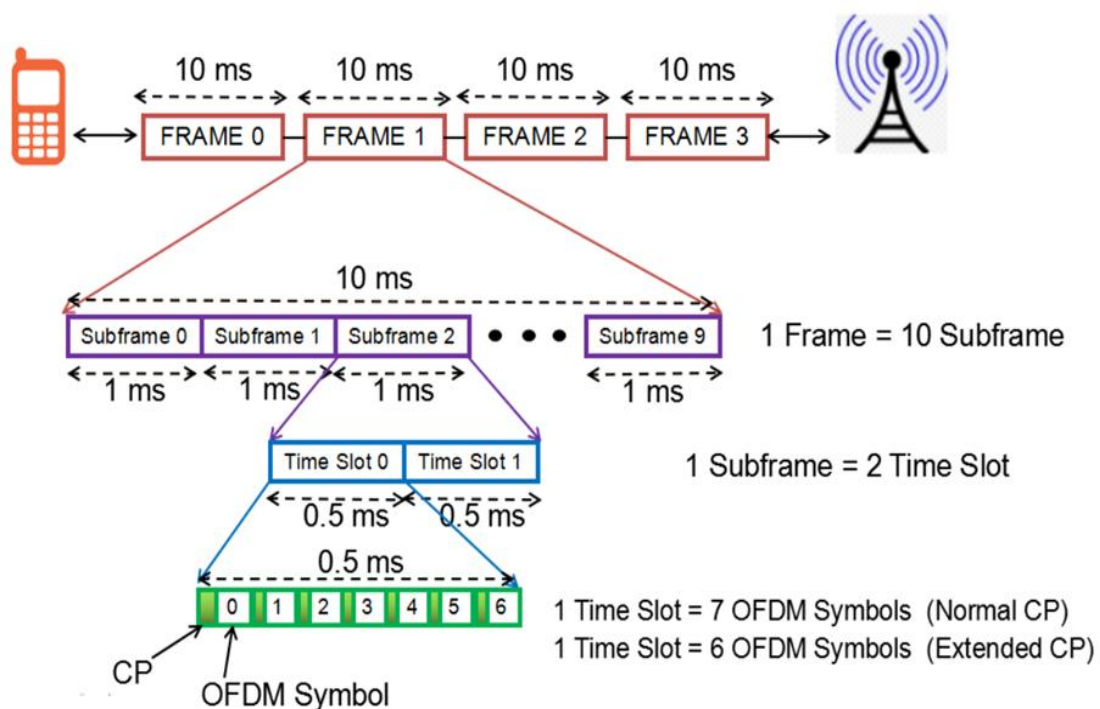 10 ms 10 ms 10 ms 10 ms
FRAME 0 FRAME 1 FRAME 2 FRAME 3
10 ms
Subframe 0 Subframe 1 Subframe 2 • • • Subframe 9
1 Frame = 10 Subframe
1 ms 1 ms 1 ms 1 ms
Time Slot 0 Time Slot 1
1 Subframe = 2 Time Slot
0.5 ms 0.5 ms
0.5 ms
0 1 2 3 4 5 6
1 Time Slot = 7 OFDM Symbols (Normal CP)
1 Time Slot = 6 OFDM Symbols (Extended CP)
CP
OFDM Symbol